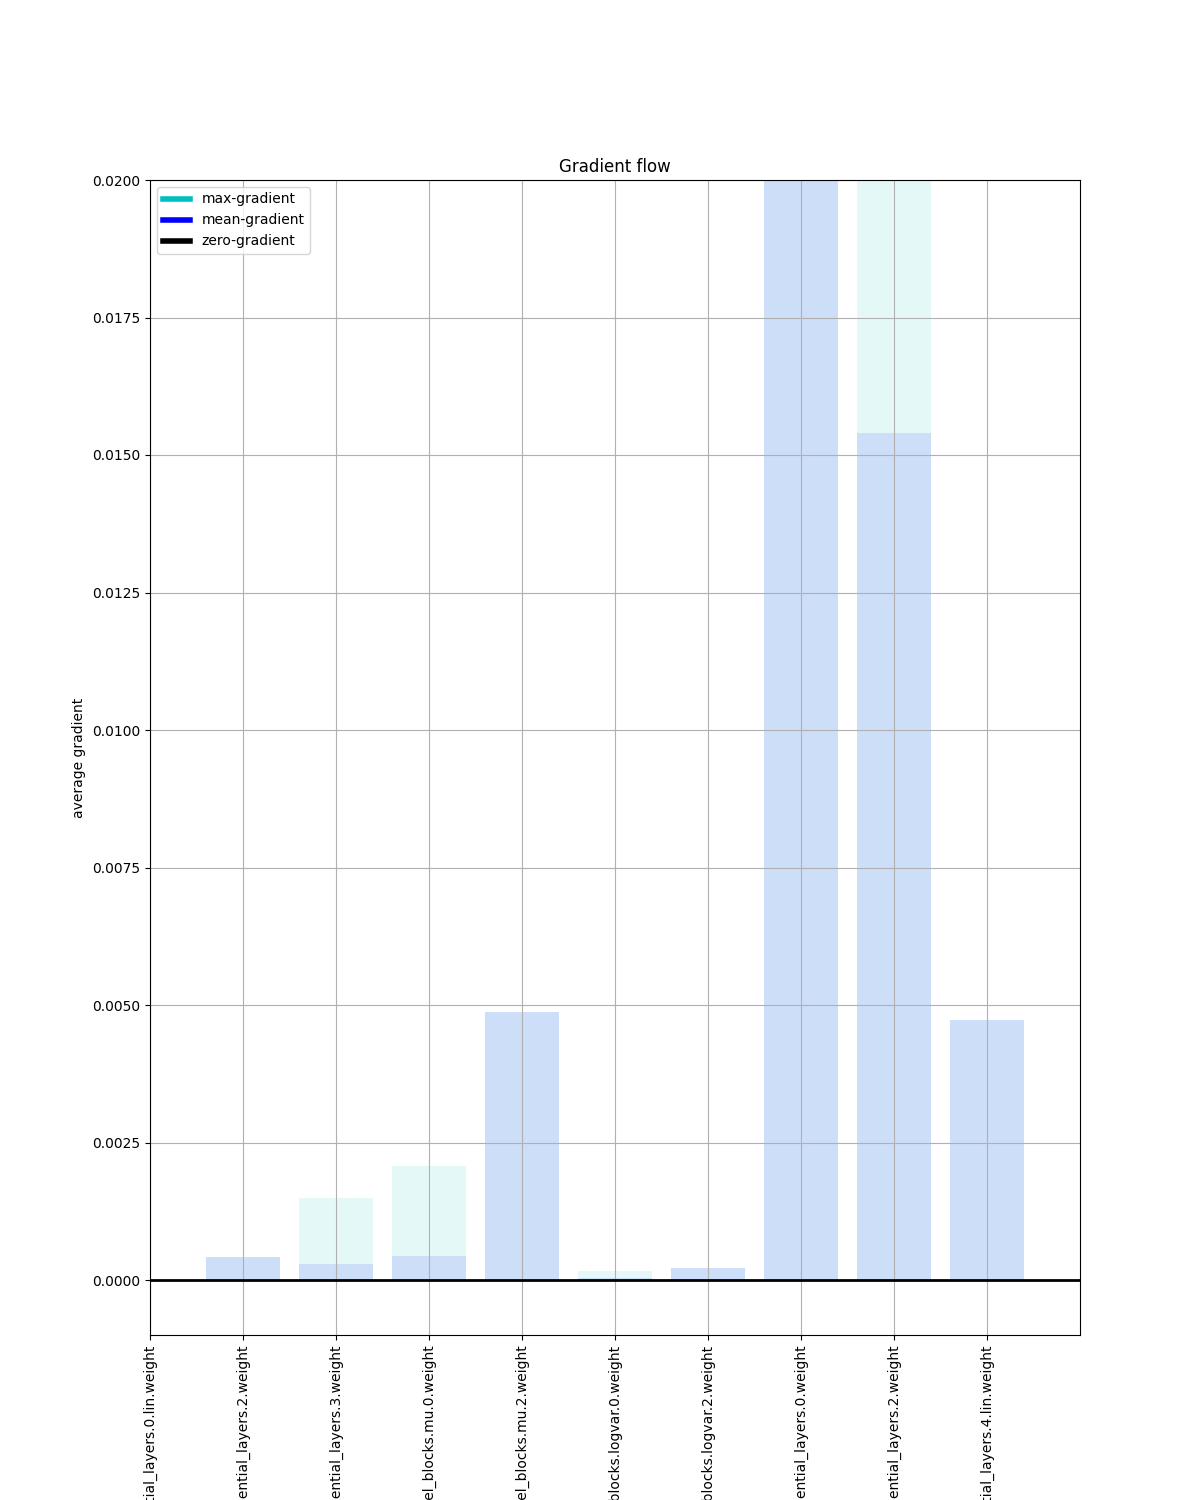 Gradient flow
max-gradient
mean-gradient
zero-gradient
0.0200
0.0175
0.0150
0.0125
0.0100
0.0075
0.0050
0.0025
0.0000
average gradient
tial_layers.0.lin.weight
ential_layers.2.weight
ential_layers.3.weight
el_blocks.mu.0.weight
el_blocks.mu.2.weight
blocks.logvar.0.weight
blocks.logvar.2.weight
ential_layers.0.weight
ential_layers.2.weight
tial_layers.4.lin.weight